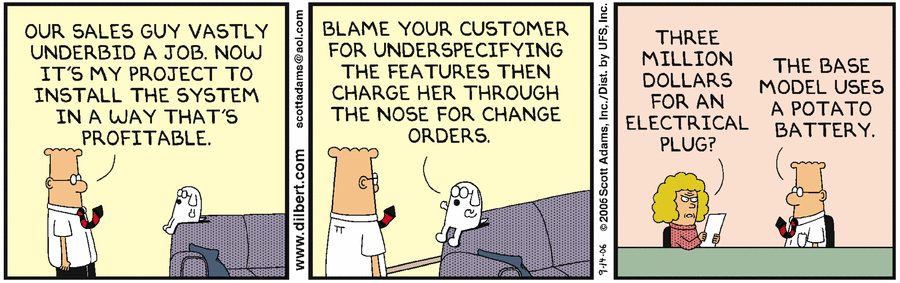 OUR SALES GUY VASTLY
UNDERBID A JOB. NOW
IT'S MY PROJECT TO
INSTALL THE SYSTEM
IN A WAY THAT'S
PROFITABLE.
www.dilbert.com scottadams@aol.com
BLAME YOUR CUSTOMER
FOR UNDERSPECIFYING
THE FEATURES THEN
CHARGE HER THROUGH
THE NOSE FOR CHANGE
ORDERS.
9-14-06 © 2006 Scott Adams, Inc./Dist. by UFS, Inc.
THREE
MILLION
DOLLARS
FOR AN
ELECTRICAL
PLUG?
THE BASE
MODEL USES
A POTATO
BATTERY.